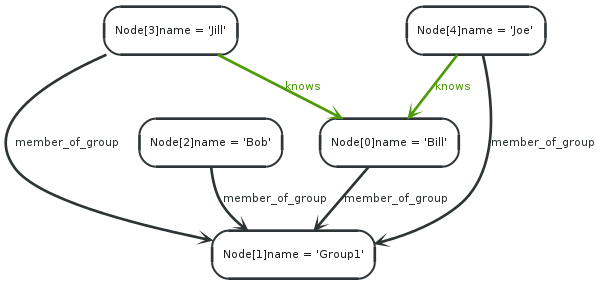 Node[3]name = 'Jill'
Node[4]name = 'Joe'
knows
knows
member_of_group
Node[2]name = 'Bob'
Node[0]name = 'Bill'
member_of_group
member_of_group
member_of_group
Node[1]name = 'Group1'